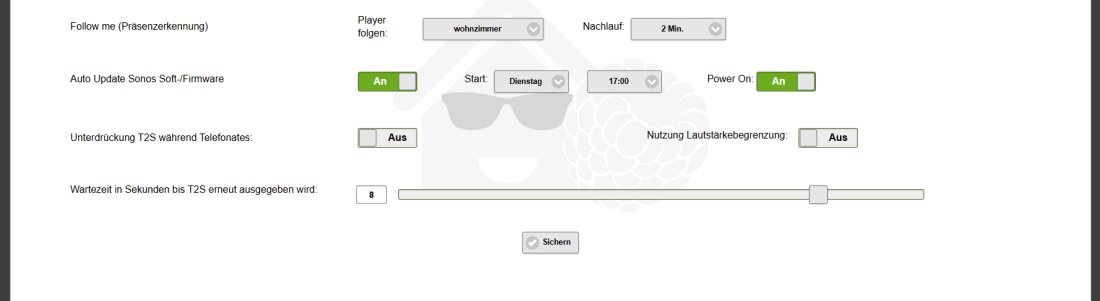 Follow me (Präsenzerkennung) Player folgen: wohnzimmer Nachlauf: 2 Min.
Auto Update Sonos Soft-/Firmware An Start: Dienstag 17:00 Power On: An
Unterdrückung T2S während Telefonates: Aus Nutzung Lautstärkebegrenzung: Aus
Wartezeit in Sekunden bis T2S erneut ausgegeben wird: 8
Sichern